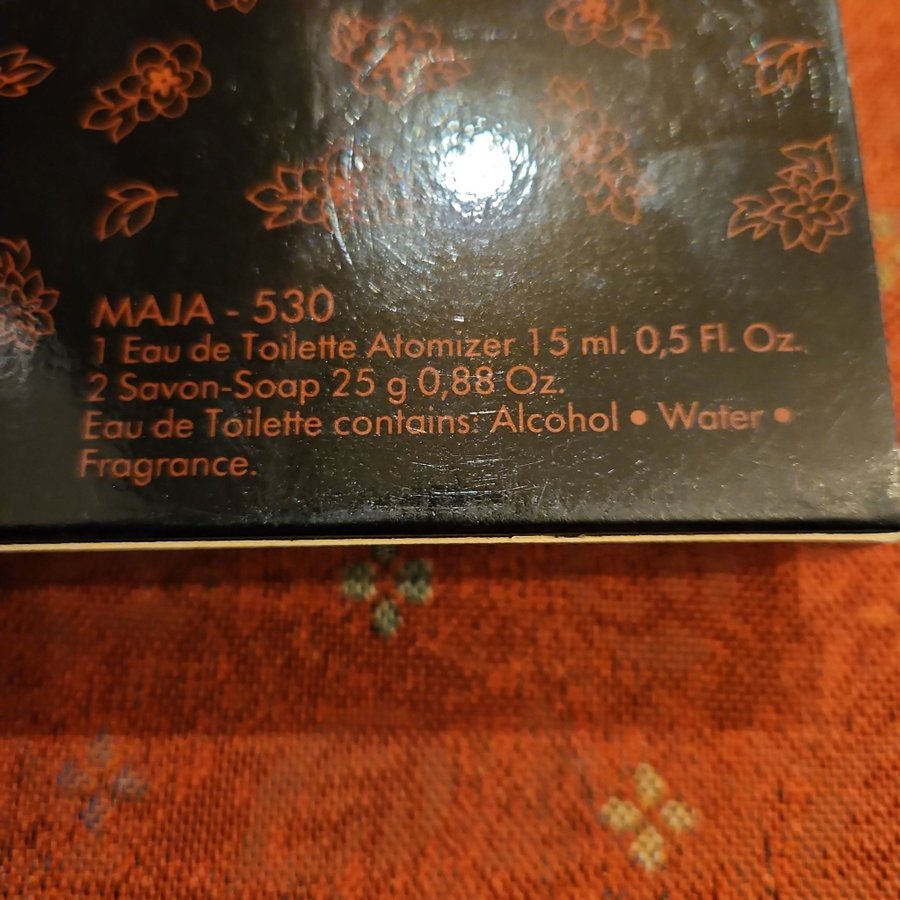 MAJA - 530
1 Eau de Toilette Atomizer 15 ml. 0,5 Fl. Oz.
2 Savon-Soap 25 g 0,88 Oz.
Eau de Toilette contains: Alcohol • Water •
Fragrance.